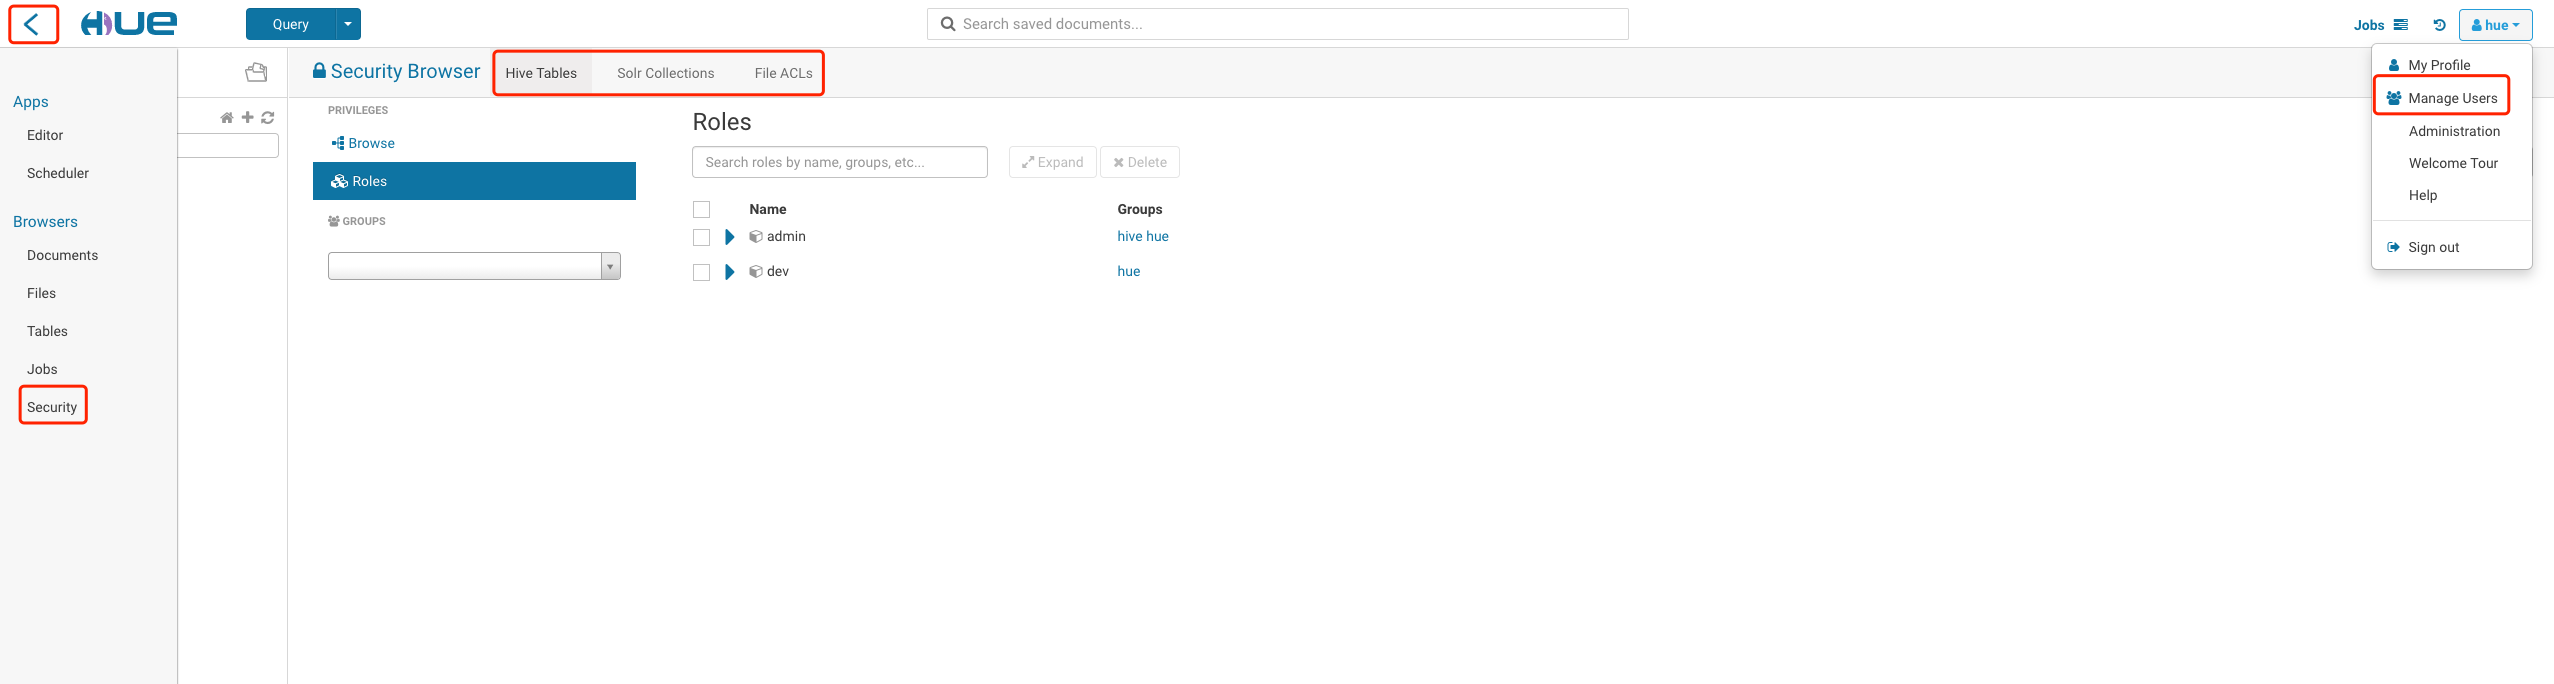 HUE
Query
Search saved documents...
Jobs
hue
Apps
Editor
Scheduler
Browsers
Documents
Files
Tables
Jobs
Security
Security Browser
Hive Tables
Solr Collections
File ACLs
PRIVILEGES
Browse
Roles
GROUPS
Roles
Search roles by name, groups, etc...
Expand
Delete
Name Groups
admin hive hue
dev hue
My Profile
Manage Users
Administration
Welcome Tour
Help
Sign out